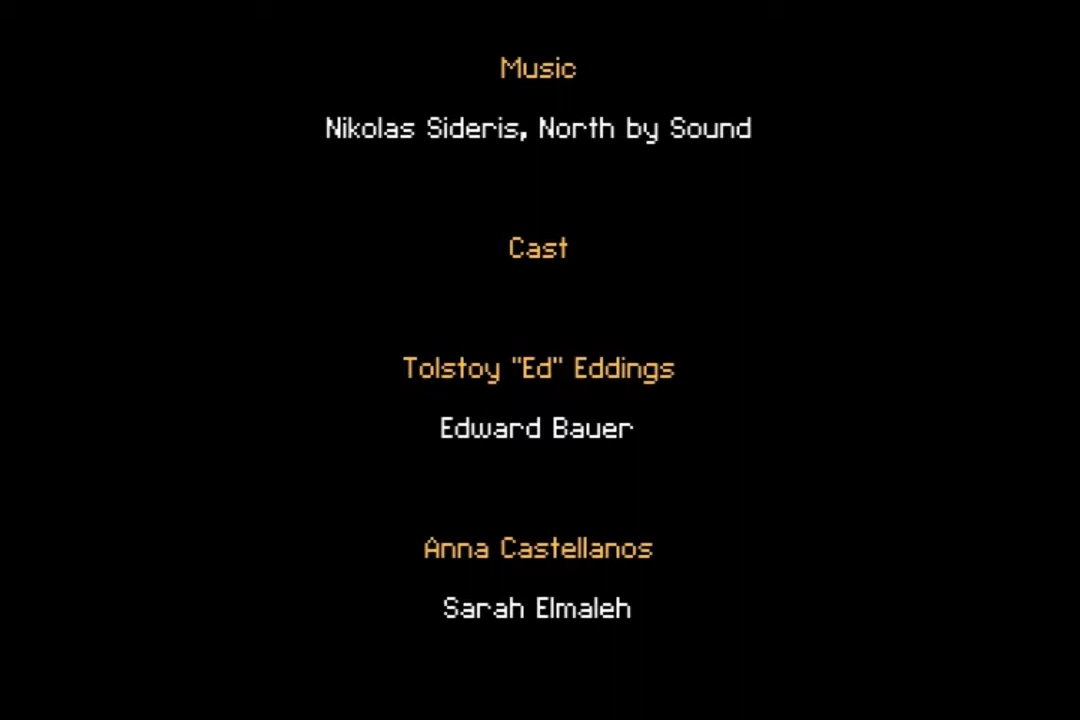 Music
Nikolas Sideris, North by Sound
Cast
Tolstoy "Ed" Eddings
Edward Bauer
Anna Castellanos
Sarah Elmaleh